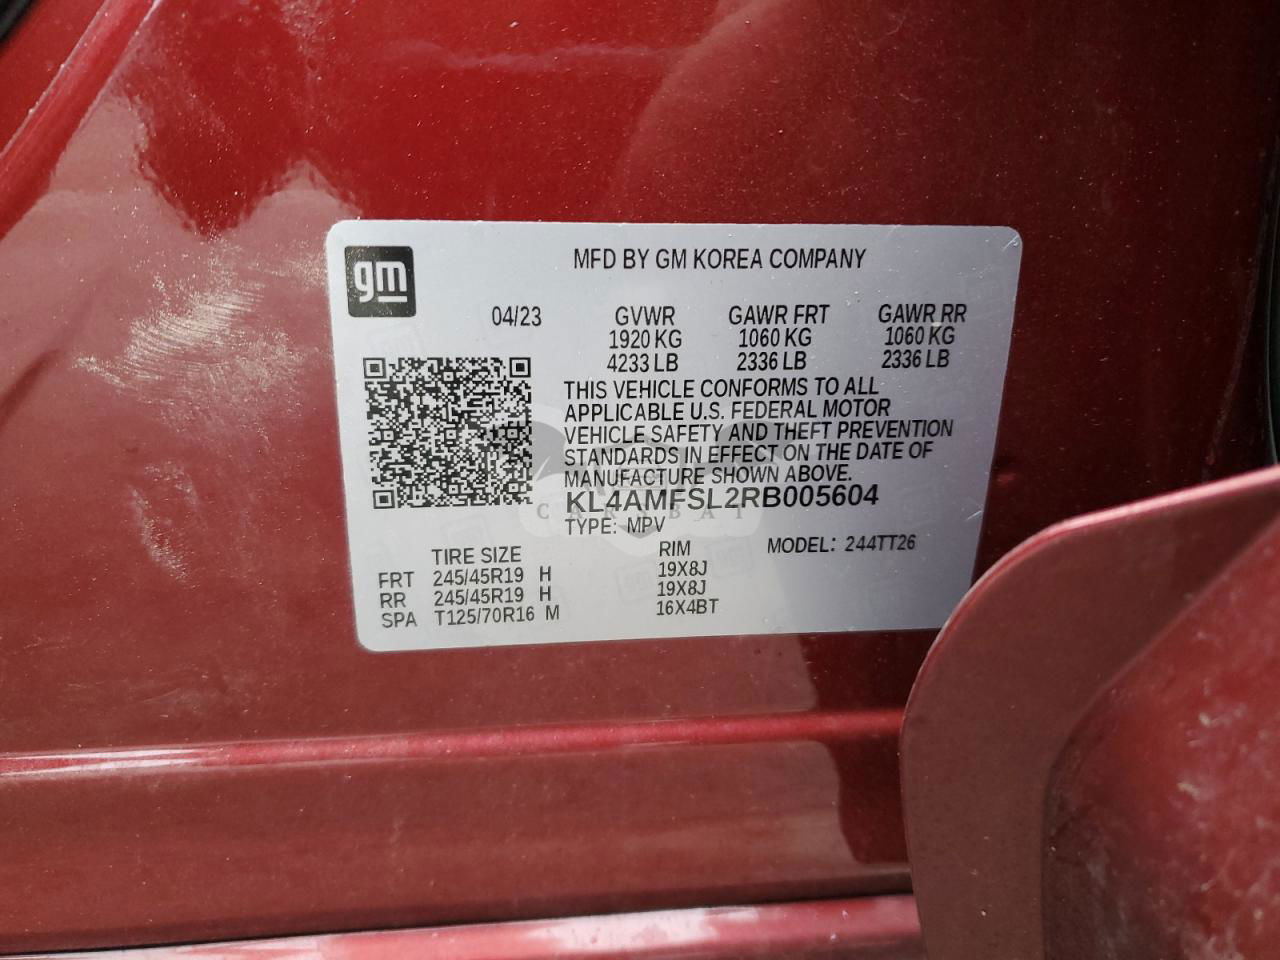 gm
MFD BY GM KOREA COMPANY
04/23 GVWR GAWR FRT GAWR RR
1920 KG 1060 KG 1060 KG
4233 LB 2336 LB 2336 LB
THIS VEHICLE CONFORMS TO ALL
APPLICABLE U.S. FEDERAL MOTOR
VEHICLE SAFETY AND THEFT PREVENTION
STANDARDS IN EFFECT ON THE DATE OF
MANUFACTURE SHOWN ABOVE.
KL4AMFSL2RB005604
CARSBAT
TYPE: MPV
TIRE SIZE RIM MODEL: 244TT26
FRT 245/45R19 H 19X8J
RR 245/45R19 H 19X8J
SPA T125/70R16 M 16X4BT